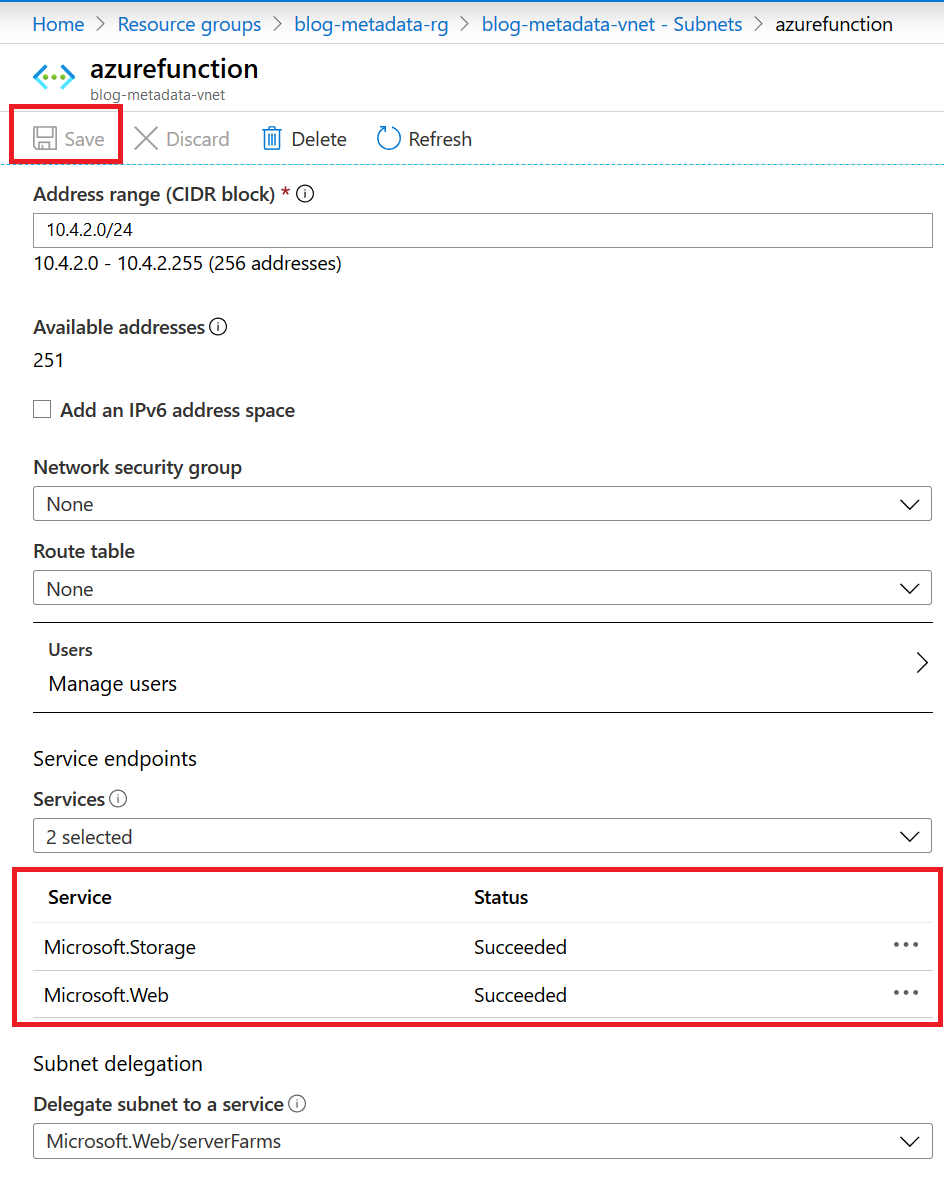 Home > Resource groups > blog-metadata-rg > blog-metadata-vnet - Subnets > azurefunction
azurefunction
blog-metadata-vnet
Save Discard Delete Refresh
Address range (CIDR block) *
10.4.2.0/24
10.4.2.0 - 10.4.2.255 (256 addresses)
Available addresses
251
Add an IPv6 address space
Network security group
None
Route table
None
Users
Manage users
Service endpoints
Services
2 selected
Service Status
Microsoft.Storage Succeeded
Microsoft.Web Succeeded
Subnet delegation
Delegate subnet to a service
Microsoft.Web/serverFarms